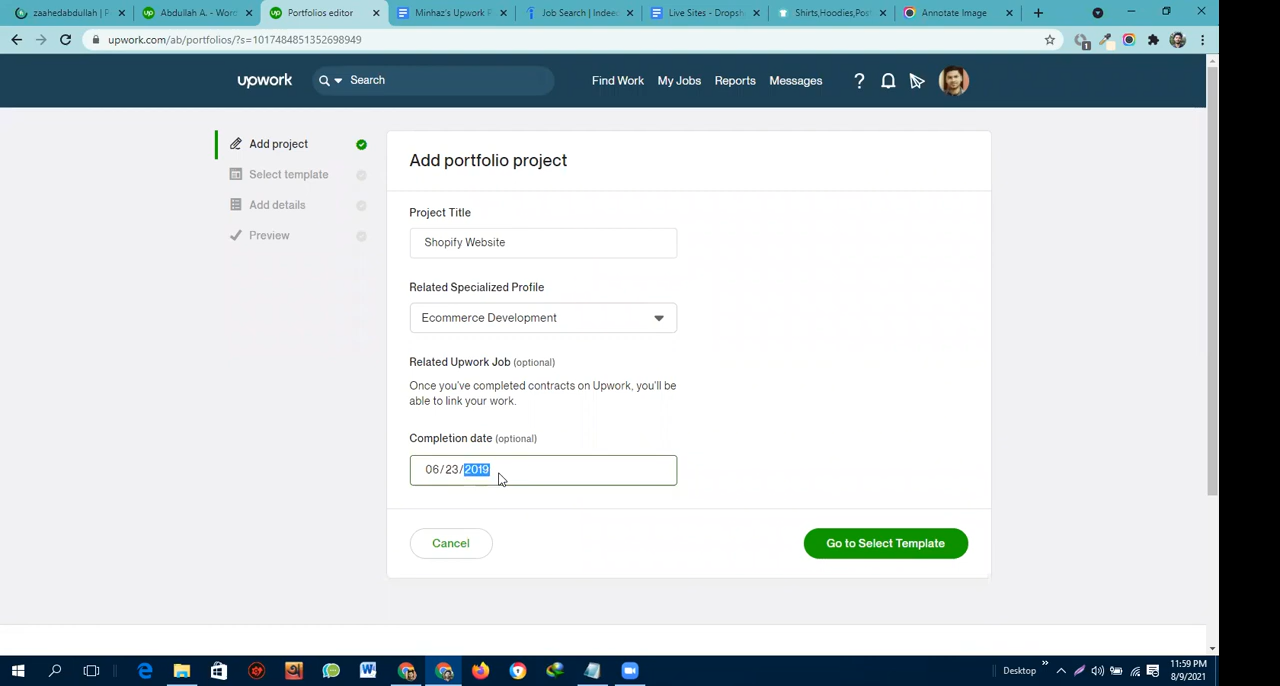 zaahedabdullah | P
Abdullah A. - Wor
Portfolios editor
Minhaz's Upwork P
Job Search | Indee
Live Sites - Dropsh
Shirts,Hoodies,Pos
Annotate Image
upwork.com/ab/portfolios/?s=1017484851352698949
1
upwork
Search
Find Work
My Jobs
Reports
Messages
?
Add project
Select template
Add details
Preview
Add portfolio project
Project Title
Shopify Website
Related Specialized Profile
Ecommerce Development
Related Upwork Job (optional)
Once you've completed contracts on Upwork, you'll be
able to link your work.
Completion date (optional)
06/23/2019
Cancel
Go to Select Template
Desktop
11:59 PM
8/9/2021